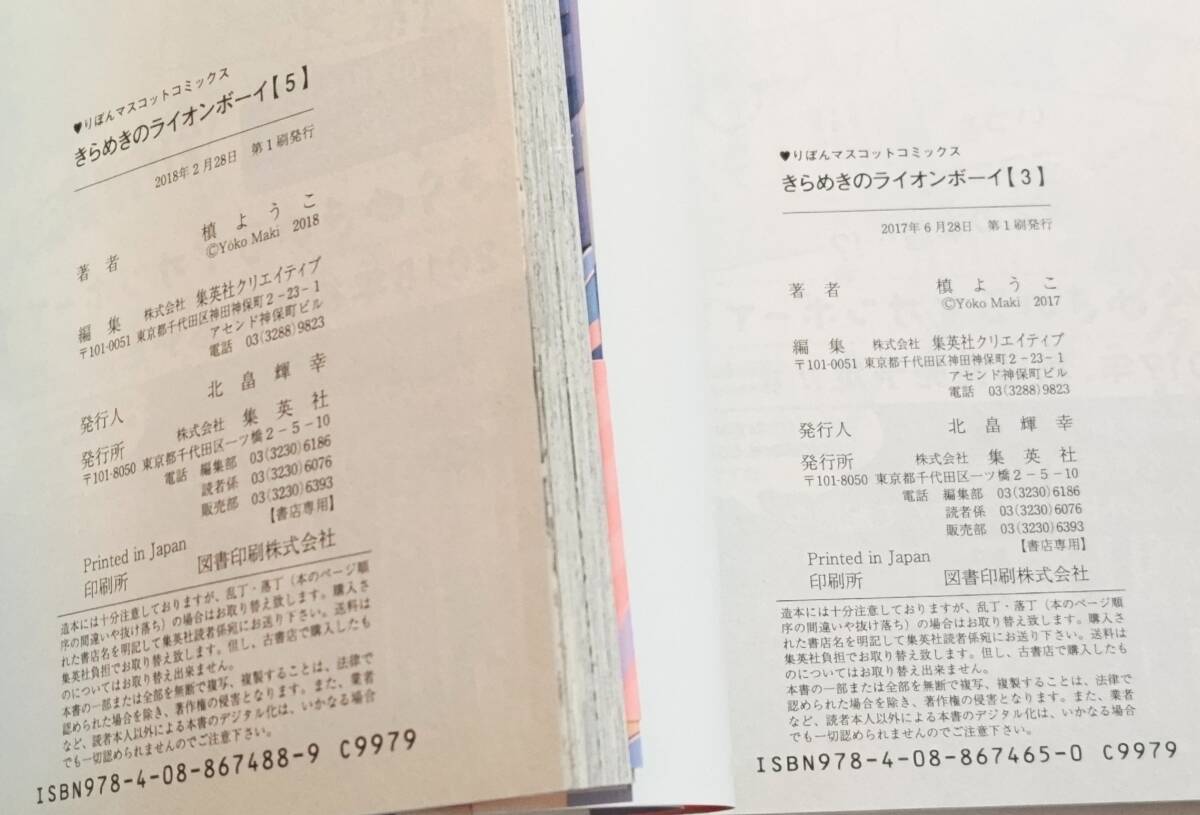 ♥りぼんマスコットコミックス
きらめきのライオンボーイ【5】
2018年2月28日 第1刷発行
著者 槙ようこ
©Yōko Maki 2018
編集 株式会社 集英社クリエイティブ
〒101-0051 東京都千代田区神田神保町2-23-1
アセンド神保町ビル
電話 03(3288)9823
発行人 北畠輝幸
発行所 株式会社 集英社
〒101-8050 東京都千代田区一ツ橋2-5-10
電話 編集部 03(3230)6186
読者係 03(3230)6076
販売部 03(3230)6393
【書店専用】
Printed in Japan
印刷所 図書印刷株式会社
造本には十分注意しておりますが、乱丁・落丁（本のページ順
序の間違いや抜け落ち）の場合はお取り替え致します。購入さ
れた書店名を明記して集英社読者係宛にお送り下さい。送料は
集英社負担でお取り替え致します。但し、古書店で購入したも
のについてはお取り替え出来ません。
本書の一部または全部を無断で複写、複製することは、法律で
認められた場合を除き、著作権の侵害となります。また、業者
など、読者本人以外による本書のデジタル化は、いかなる場合
でも一切認められませんのでご注意下さい。
ISBN978-4-08-867488-9 C9979
♥りぼんマスコットコミックス
きらめきのライオンボーイ【3】
2017年6月28日 第1刷発行
著者 槙ようこ
©Yōko Maki 2017
編集 株式会社 集英社クリエイティブ
〒101-0051 東京都千代田区神田神保町2-23-1
アセンド神保町ビル
電話 03(3288)9823
発行人 北畠輝幸
発行所 株式会社 集英社
〒101-8050 東京都千代田区一ツ橋2-5-10
電話 編集部 03(3230)6186
読者係 03(3230)6076
販売部 03(3230)6393
【書店専用】
Printed in Japan
印刷所 図書印刷株式会社
造本には十分注意しておりますが、乱丁・落丁（本のページ順
序の間違いや抜け落ち）の場合はお取り替え致します。購入さ
れた書店名を明記して集英社読者係宛にお送り下さい。送料は
集英社負担でお取り替え致します。但し、古書店で購入したも
のについてはお取り替え出来ません。
本書の一部または全部を無断で複写、複製することは、法律で
認められた場合を除き、著作権の侵害となります。また、業者
など、読者本人以外による本書のデジタル化は、いかなる場合
でも一切認められませんのでご注意下さい。
ISBN978-4-08-867465-0 C9979